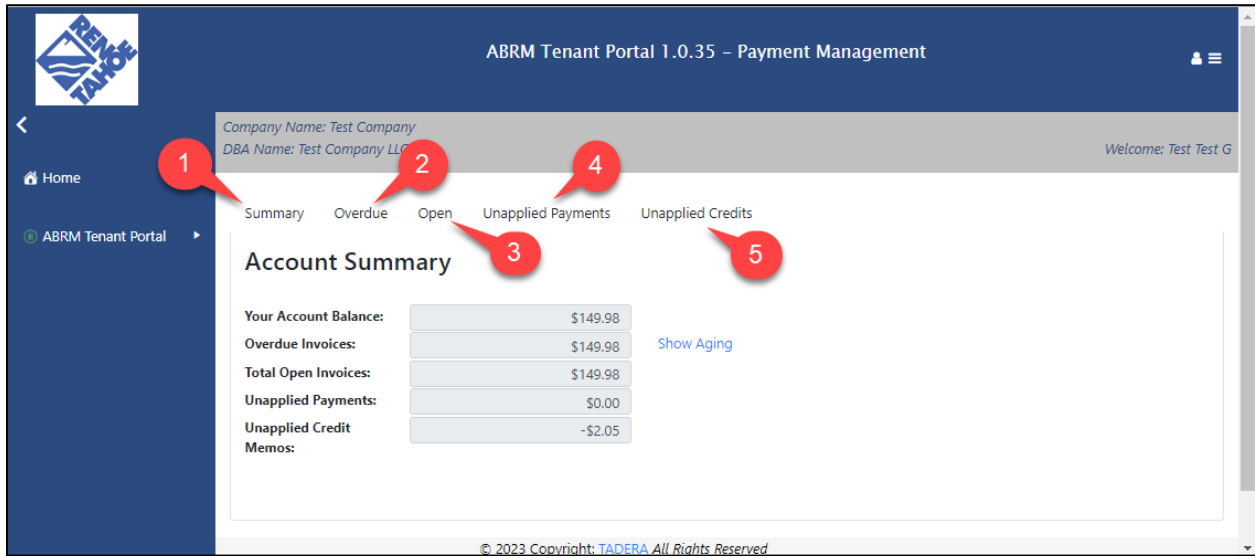 RENO
TAHOE
ABRM Tenant Portal 1.0.35 – Payment Management
Company Name: Test Company
DBA Name: Test Company LLC
Welcome: Test Test G
1
2
4
Home
Summary Overdue Open Unapplied Payments Unapplied Credits
ABRM Tenant Portal
3
5
Account Summary
Your Account Balance: $149.98
Overdue Invoices: $149.98 Show Aging
Total Open Invoices: $149.98
Unapplied Payments: $0.00
Unapplied Credit -$2.05
Memos:
© 2023 Copyright: TADERA All Rights Reserved